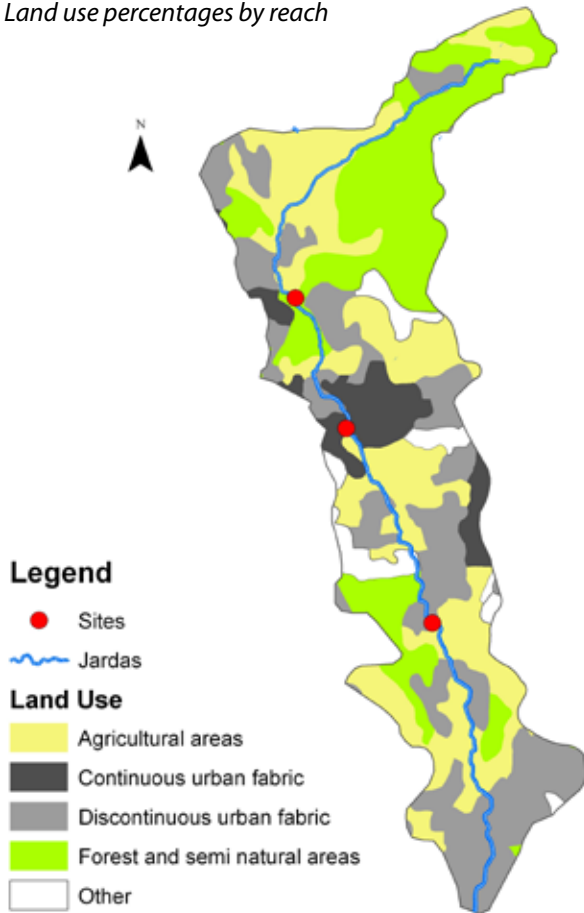 Land use percentages by reach
N
Legend
Sites
Jardas
Land Use
Agricultural areas
Continuous urban fabric
Discontinuous urban fabric
Forest and semi natural areas
Other